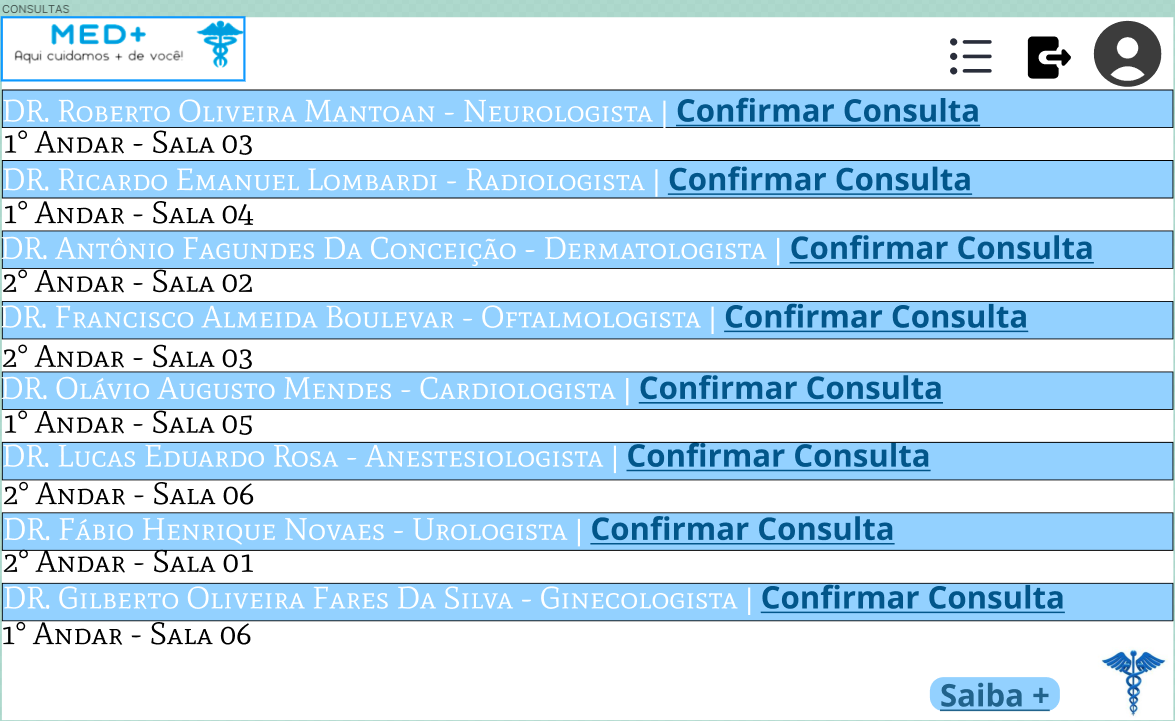 CONSULTAS
MED+
Aqui cuidamos + de você!
DR. Roberto Oliveira Mantoan - Neurologista | Confirmar Consulta
1° Andar - Sala 03
DR. Ricardo Emanuel Lombardi - Radiologista | Confirmar Consulta
1° Andar - Sala 04
DR. Antônio Fagundes Da Conceição - Dermatologista | Confirmar Consulta
2° Andar - Sala 02
DR. Francisco Almeida Boulevar - Oftalmologista | Confirmar Consulta
2° Andar - Sala 03
DR. Olávio Augusto Mendes - Cardiologista | Confirmar Consulta
1° Andar - Sala 05
DR. Lucas Eduardo Rosa - Anestesiologista | Confirmar Consulta
2° Andar - Sala 06
DR. Fábio Henrique Novaes - Urologista | Confirmar Consulta
2° Andar - Sala 01
DR. Gilberto Oliveira Fares Da Silva - Ginecologista | Confirmar Consulta
1° Andar - Sala 06
Saiba +